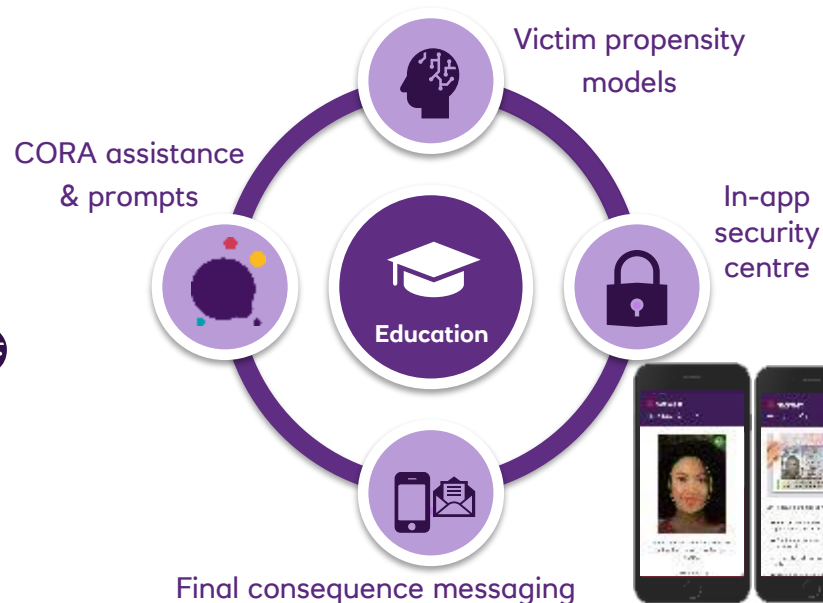 Victim propensity
models
CORA assistance
& prompts
In-app
security
centre
Education
Final consequence messaging